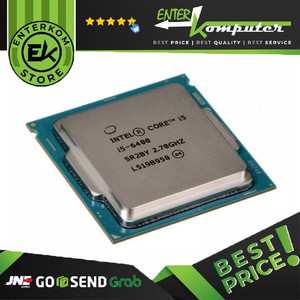 ENTERKOM
EK
STORE
ENTER
Komputer
BEST PRICE | BEST SERVICE | BEST QUALITY
INTEL® CORE™ i5
i5-6400
SR2BY 2.70GHZ
L519B950
BEST
PRICE!
JNE GO SEND Grab